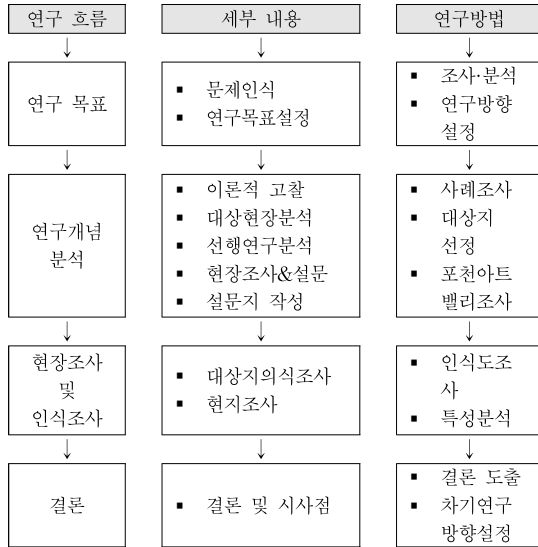 연구 흐름
세부 내용
연구방법
연구 목표
▪ 문제인식
▪ 연구목표설정
▪ 조사·분석
▪ 연구방향
설정
연구개념
분석
▪ 이론적 고찰
▪ 대상현장분석
▪ 선행연구분석
▪ 현장조사&설문
▪ 설문지 작성
▪ 사례조사
▪ 대상지
선정
▪ 포천아트
밸리조사
현장조사
및
인식조사
▪ 대상지의식조사
▪ 현지조사
▪ 인식도조
사
▪ 특성분석
결론
▪ 결론 및 시사점
▪ 결론 도출
▪ 차기연구
방향설정